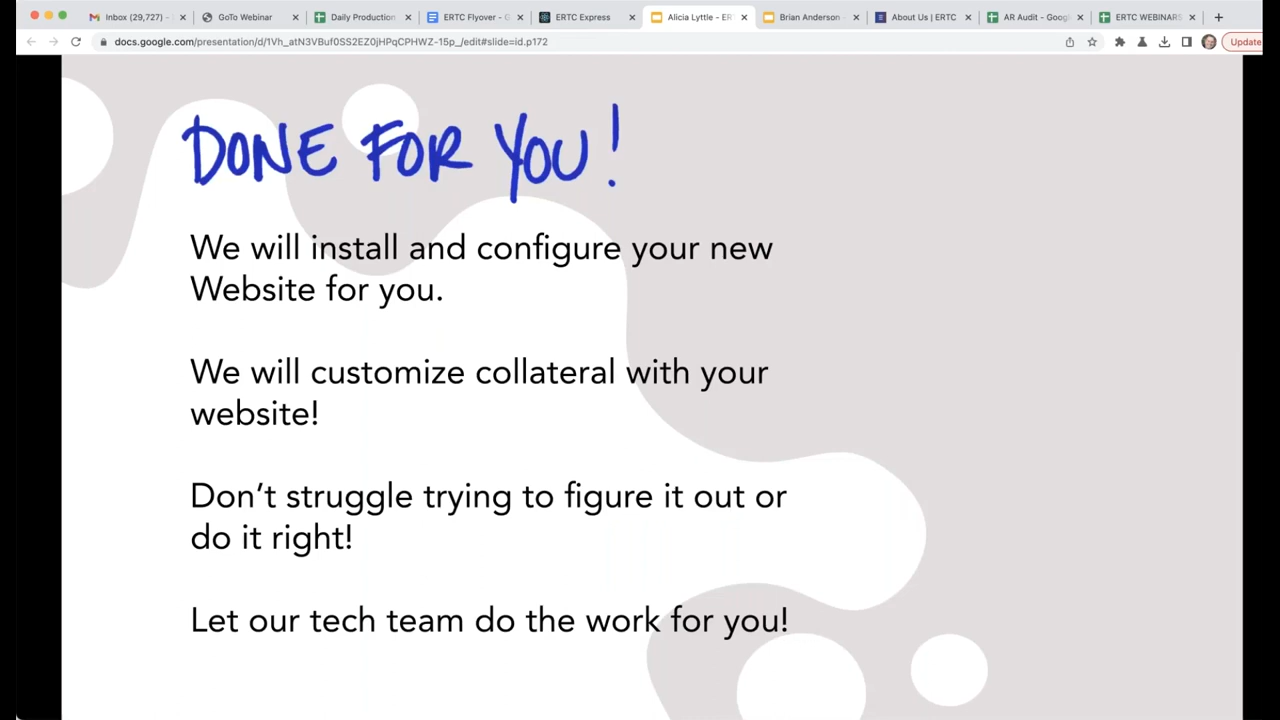 Inbox (29,727) -
GoTo Webinar
Daily Production
ERTC Flyover - G
ERTC Express
Alicia Lyttle - ER
Brian Anderson -
About Us | ERTC
AR Audit - Googl
ERTC WEBINARS
docs.google.com/presentation/d/1Vh_atN3VBuf0SS2EZ0jHPqCPHWZ-15p_/edit#slide=id.p172
Update
DONE FOR YOU!
We will install and configure your new
Website for you.
We will customize collateral with your
website!
Don’t struggle trying to figure it out or
do it right!
Let our tech team do the work for you!